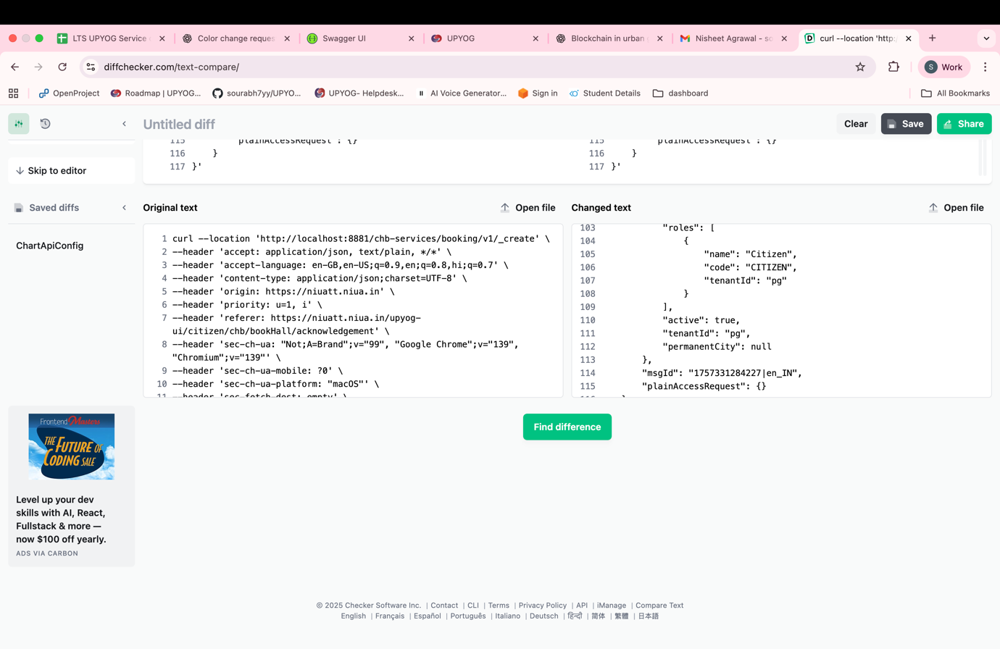 LTS UPYOG Service
Color change reques
Swagger UI
UPYOG
Blockchain in urban
Nisheet Agrawal - so
curl --location 'http:/
diffchecker.com/text-compare/
S Work
OpenProject
Roadmap | UPYOG...
sourabh7yy/UPYO...
UPYOG- Helpdesk...
AI Voice Generator...
Sign in
Student Details
dashboard
All Bookmarks
Untitled diff
Clear
Save
Share
115 "plainAccessRequest": {}
116 }
117 }'
115 "plainAccessRequest": {}
116 }
117 }'
Skip to editor
Saved diffs
ChartApiConfig
Original text
Open file
1 curl --location 'http://localhost:8881/chb-services/booking/v1/_create' \
2 --header 'accept: application/json, text/plain, */*' \
3 --header 'accept-language: en-GB,en-US;q=0.9,en;q=0.8,hi;q=0.7' \
4 --header 'content-type: application/json;charset=UTF-8' \
5 --header 'origin: https://niuatt.niua.in' \
6 --header 'priority: u=1, i' \
7 --header 'referer: https://niuatt.niua.in/upyog-
ui/citizen/chb/bookHall/acknowledgement' \
8 --header 'sec-ch-ua: "Not;A=Brand";v="99", "Google Chrome";v="139",
"Chromium";v="139"' \
9 --header 'sec-ch-ua-mobile: ?0' \
10 --header 'sec-ch-ua-platform: "macOS"' \
11 --header 'sec-fetch-dest: empty' \
Changed text
Open file
103 "roles": [
104 {
105 "name": "Citizen",
106 "code": "CITIZEN",
107 "tenantId": "pg"
108 }
109 ],
110 "active": true,
111 "tenantId": "pg",
112 "permanentCity": null
113 },
114 "msgId": "1757331284227|en_IN",
115 "plainAccessRequest": {}
116 }
Find difference
Frontend Masters
THE FUTURE OF
CODING SALE
Level up your dev
skills with AI, React,
Fullstack & more —
now $100 off yearly.
ADS VIA CARBON
© 2025 Checker Software Inc. | Contact | CLI | Terms | Privacy Policy | API | iManage | Compare Text
English | Français | Español | Português | Italiano | Deutsch | हिन्दी | 简体 | 繁體 | 日本語